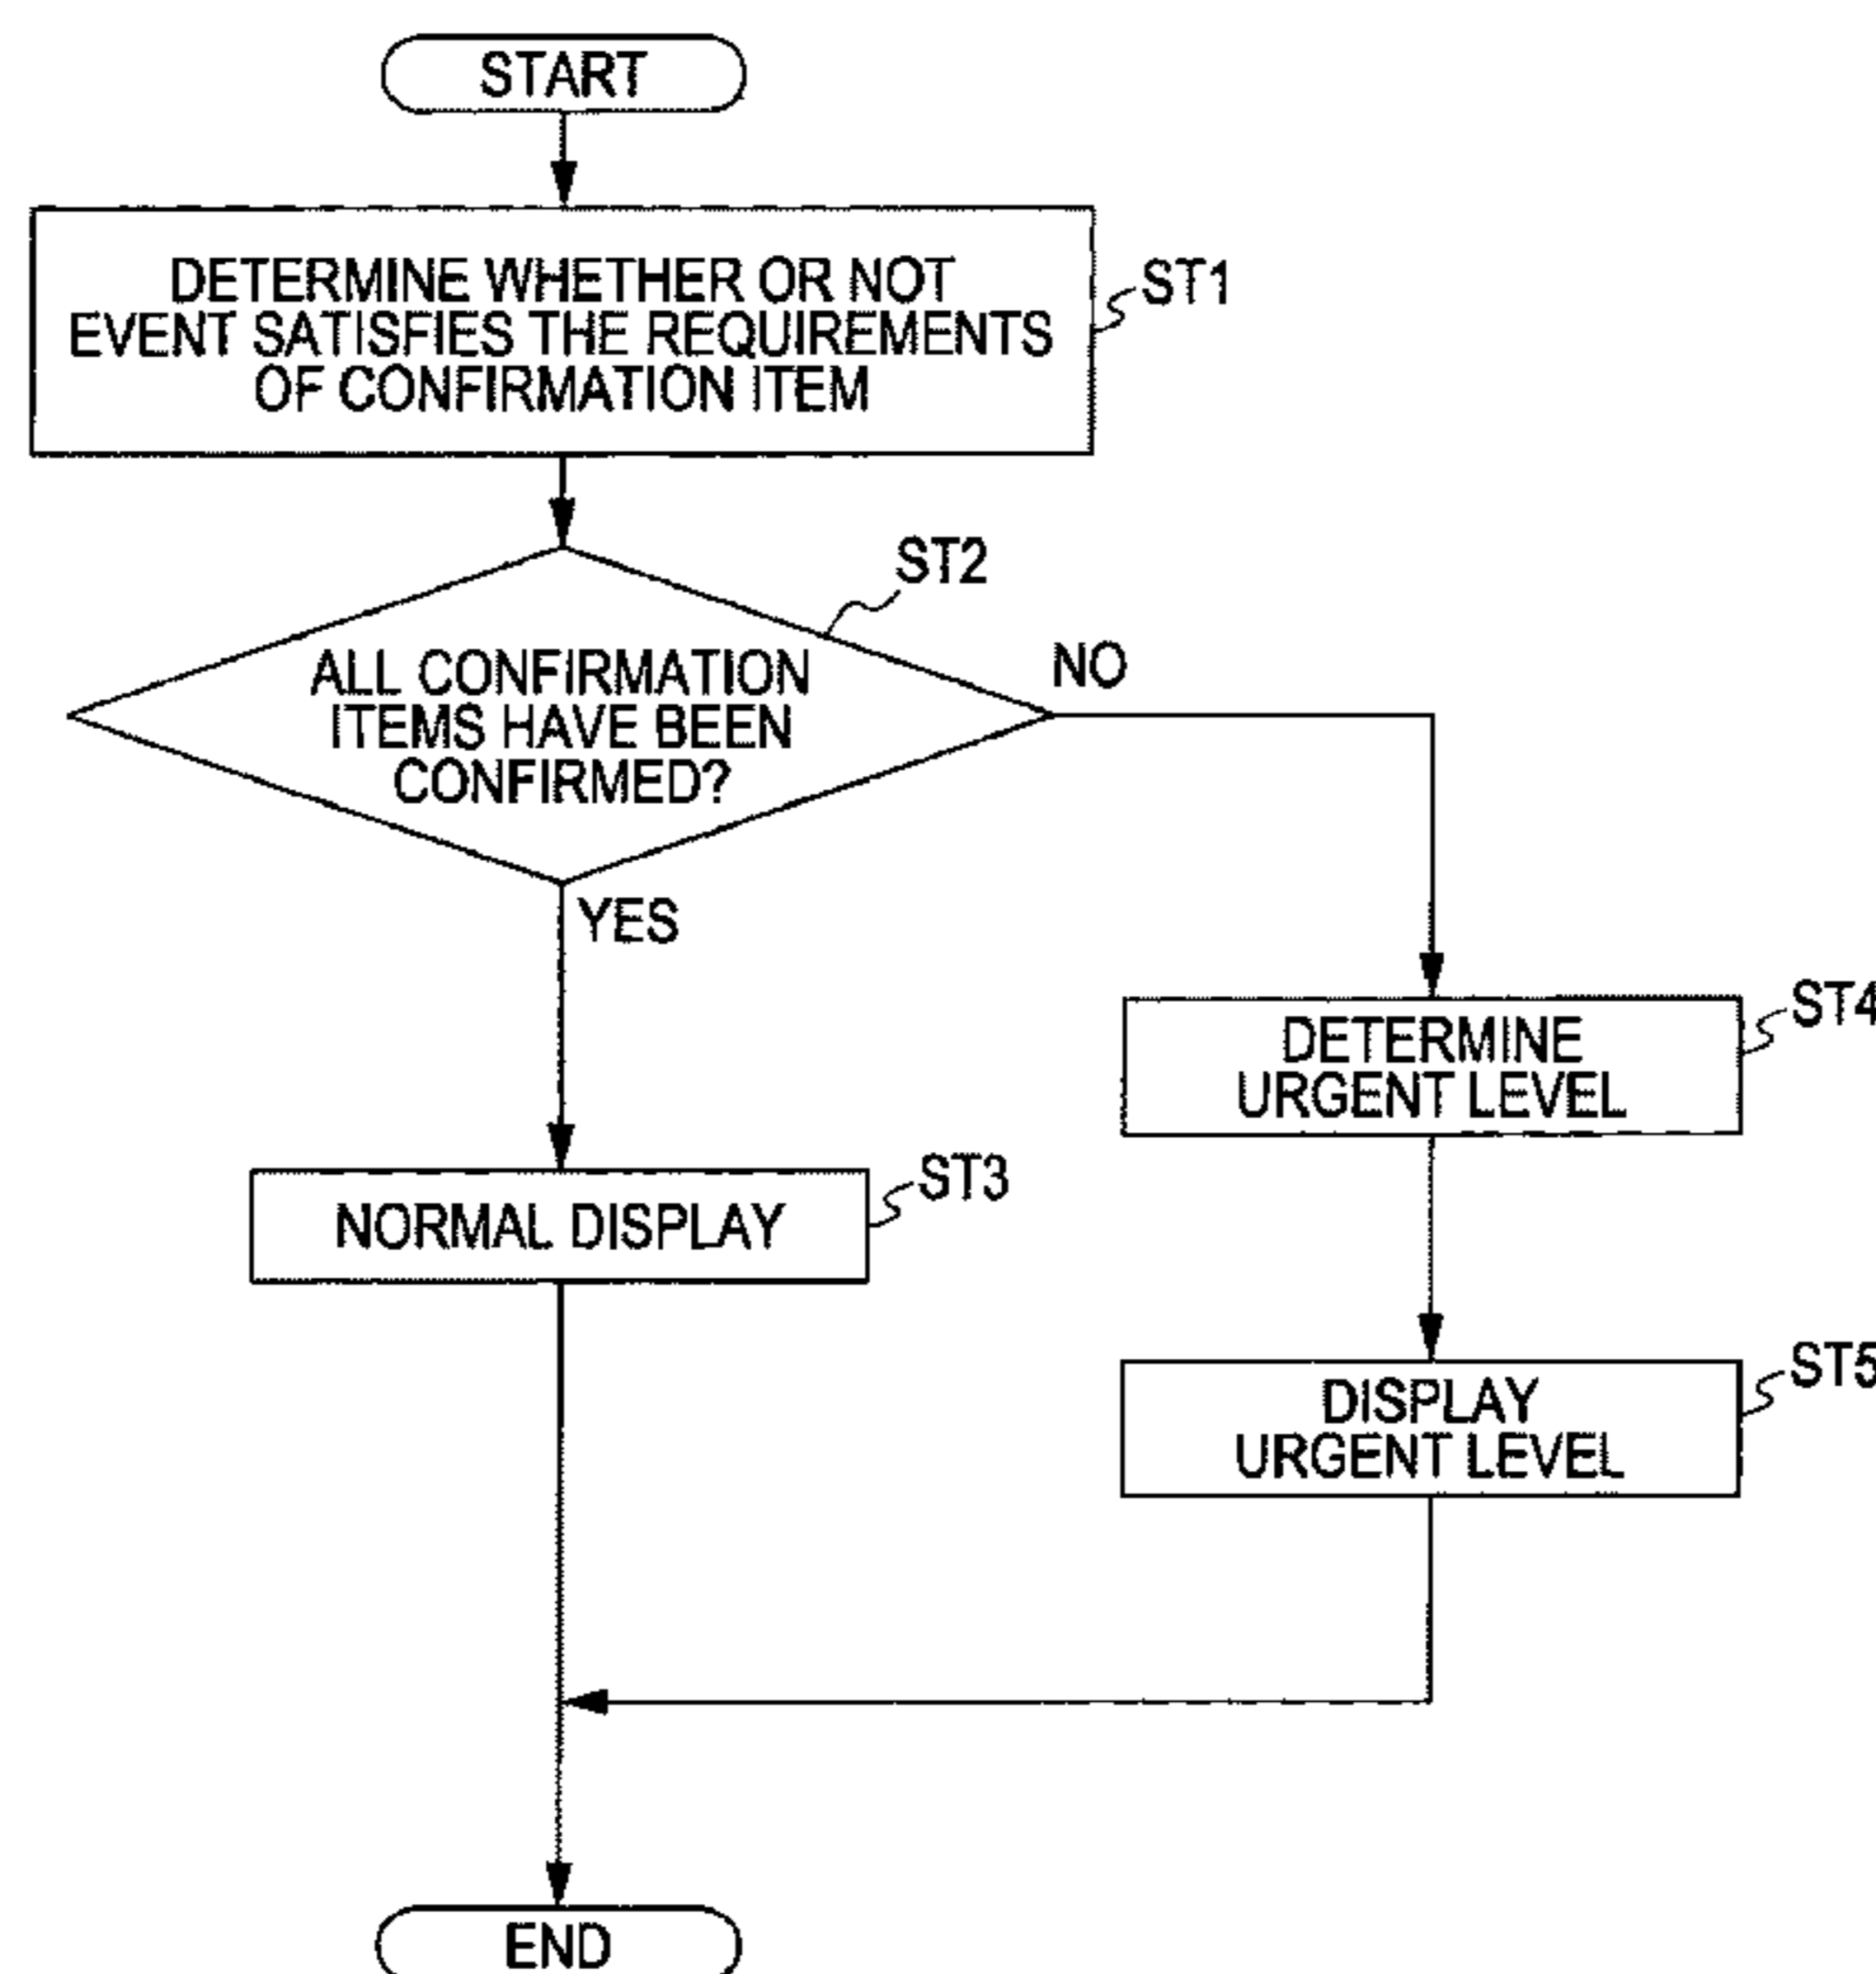 START
DETERMINE WHETHER OR NOT
EVENT SATISFIES THE REQUIREMENTS
OF CONFIRMATION ITEM
ST1
ST2
ALL CONFIRMATION
ITEMS HAVE BEEN
CONFIRMED?
NO
YES
DETERMINE
URGENT LEVEL
ST4
NORMAL DISPLAY
ST3
DISPLAY
URGENT LEVEL
ST5
END